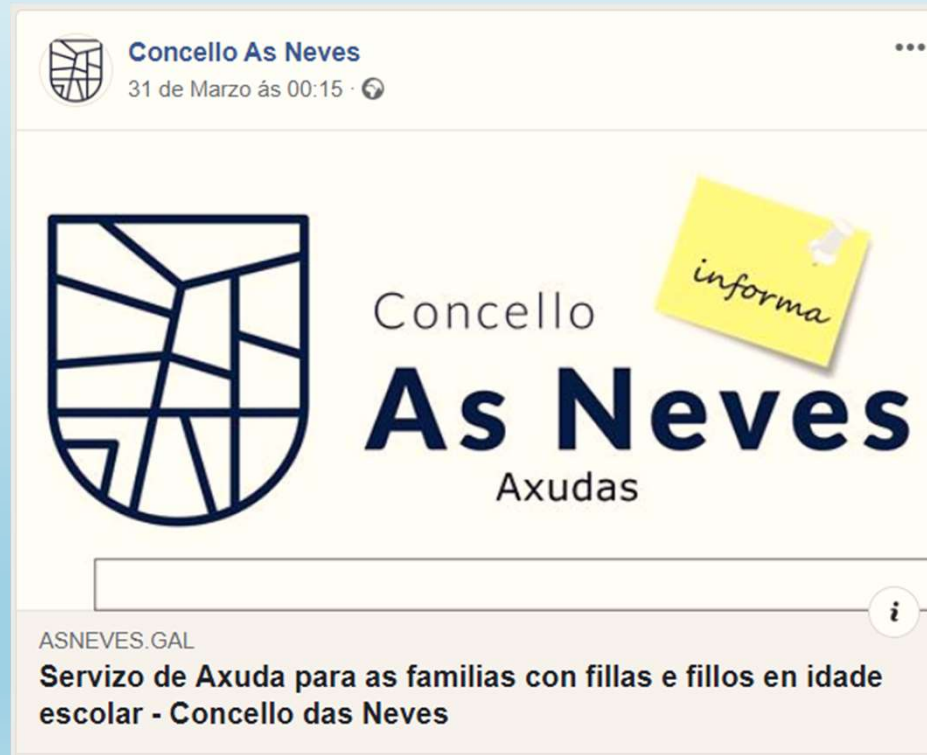 Concello As Neves
31 de Marzo ás 00:15 ·
informa
Concello
As Neves
Axudas
i
ASNEVES.GAL
Servizo de Axuda para as familias con fillas e fillos en idade
escolar - Concello das Neves